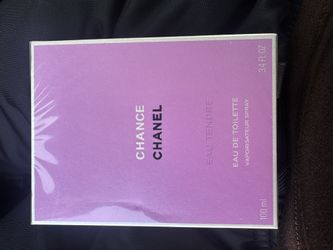 CHANCE
CHANEL
EAU TENDRE
EAU DE TOILETTE
VAPORISATEUR SPRAY
100 ml
3.4 FL. OZ